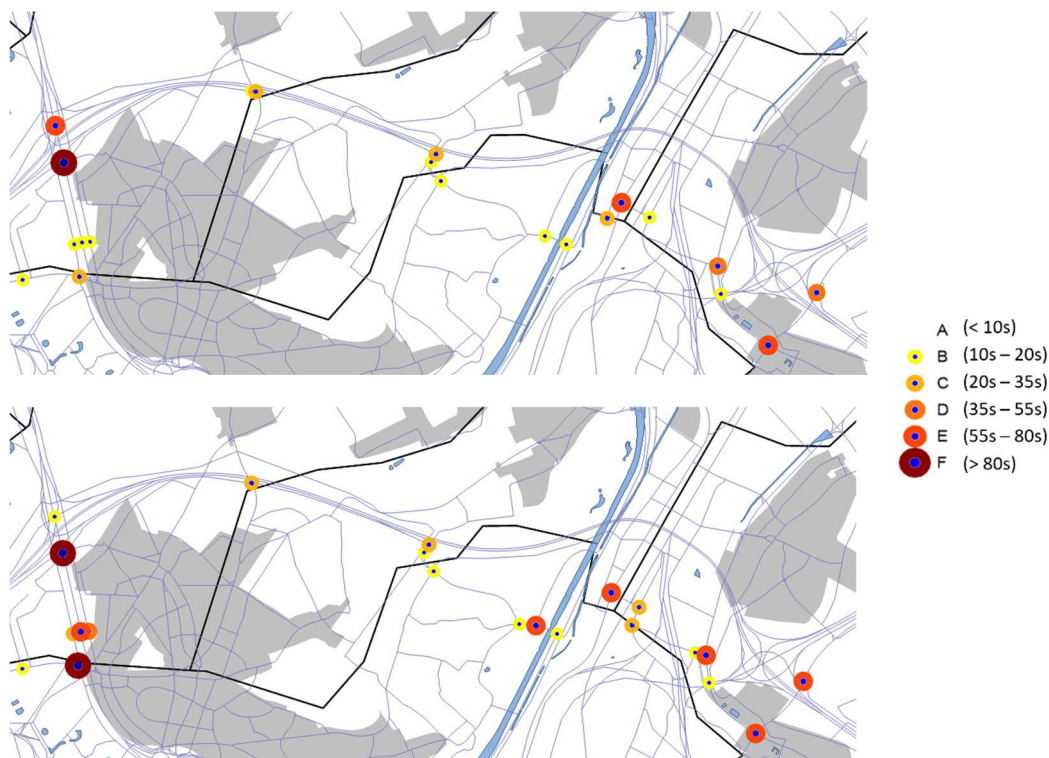 A (< 10s)
B (10s – 20s)
C (20s – 35s)
D (35s – 55s)
E (55s – 80s)
F (> 80s)